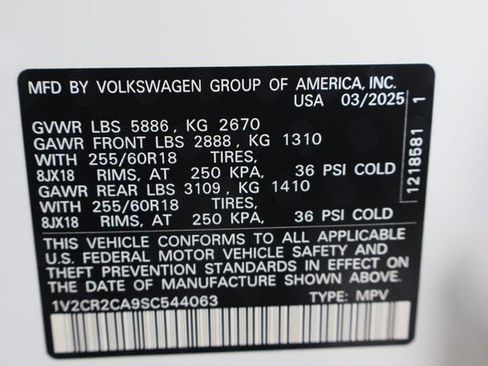 MFD BY VOLKSWAGEN GROUP OF AMERICA, INC.
USA 03/2025
GVWR LBS 5886, KG 2670
GAWR FRONT LBS 2888, KG 1310
WITH 255/60R18 TIRES,
8JX18 RIMS, AT 250 KPA, 36 PSI COLD
GAWR REAR LBS 3109, KG 1410
WITH 255/60R18 TIRES,
8JX18 RIMS, AT 250 KPA, 36 PSI COLD
THIS VEHICLE CONFORMS TO ALL APPLICABLE
U.S. FEDERAL MOTOR VEHICLE SAFETY AND
THEFT PREVENTION STANDARDS IN EFFECT ON
THE DATE OF MANUFACTURE SHOWN ABOVE.
1V2CR2CA9SC544063 TYPE: MPV
1218581 1